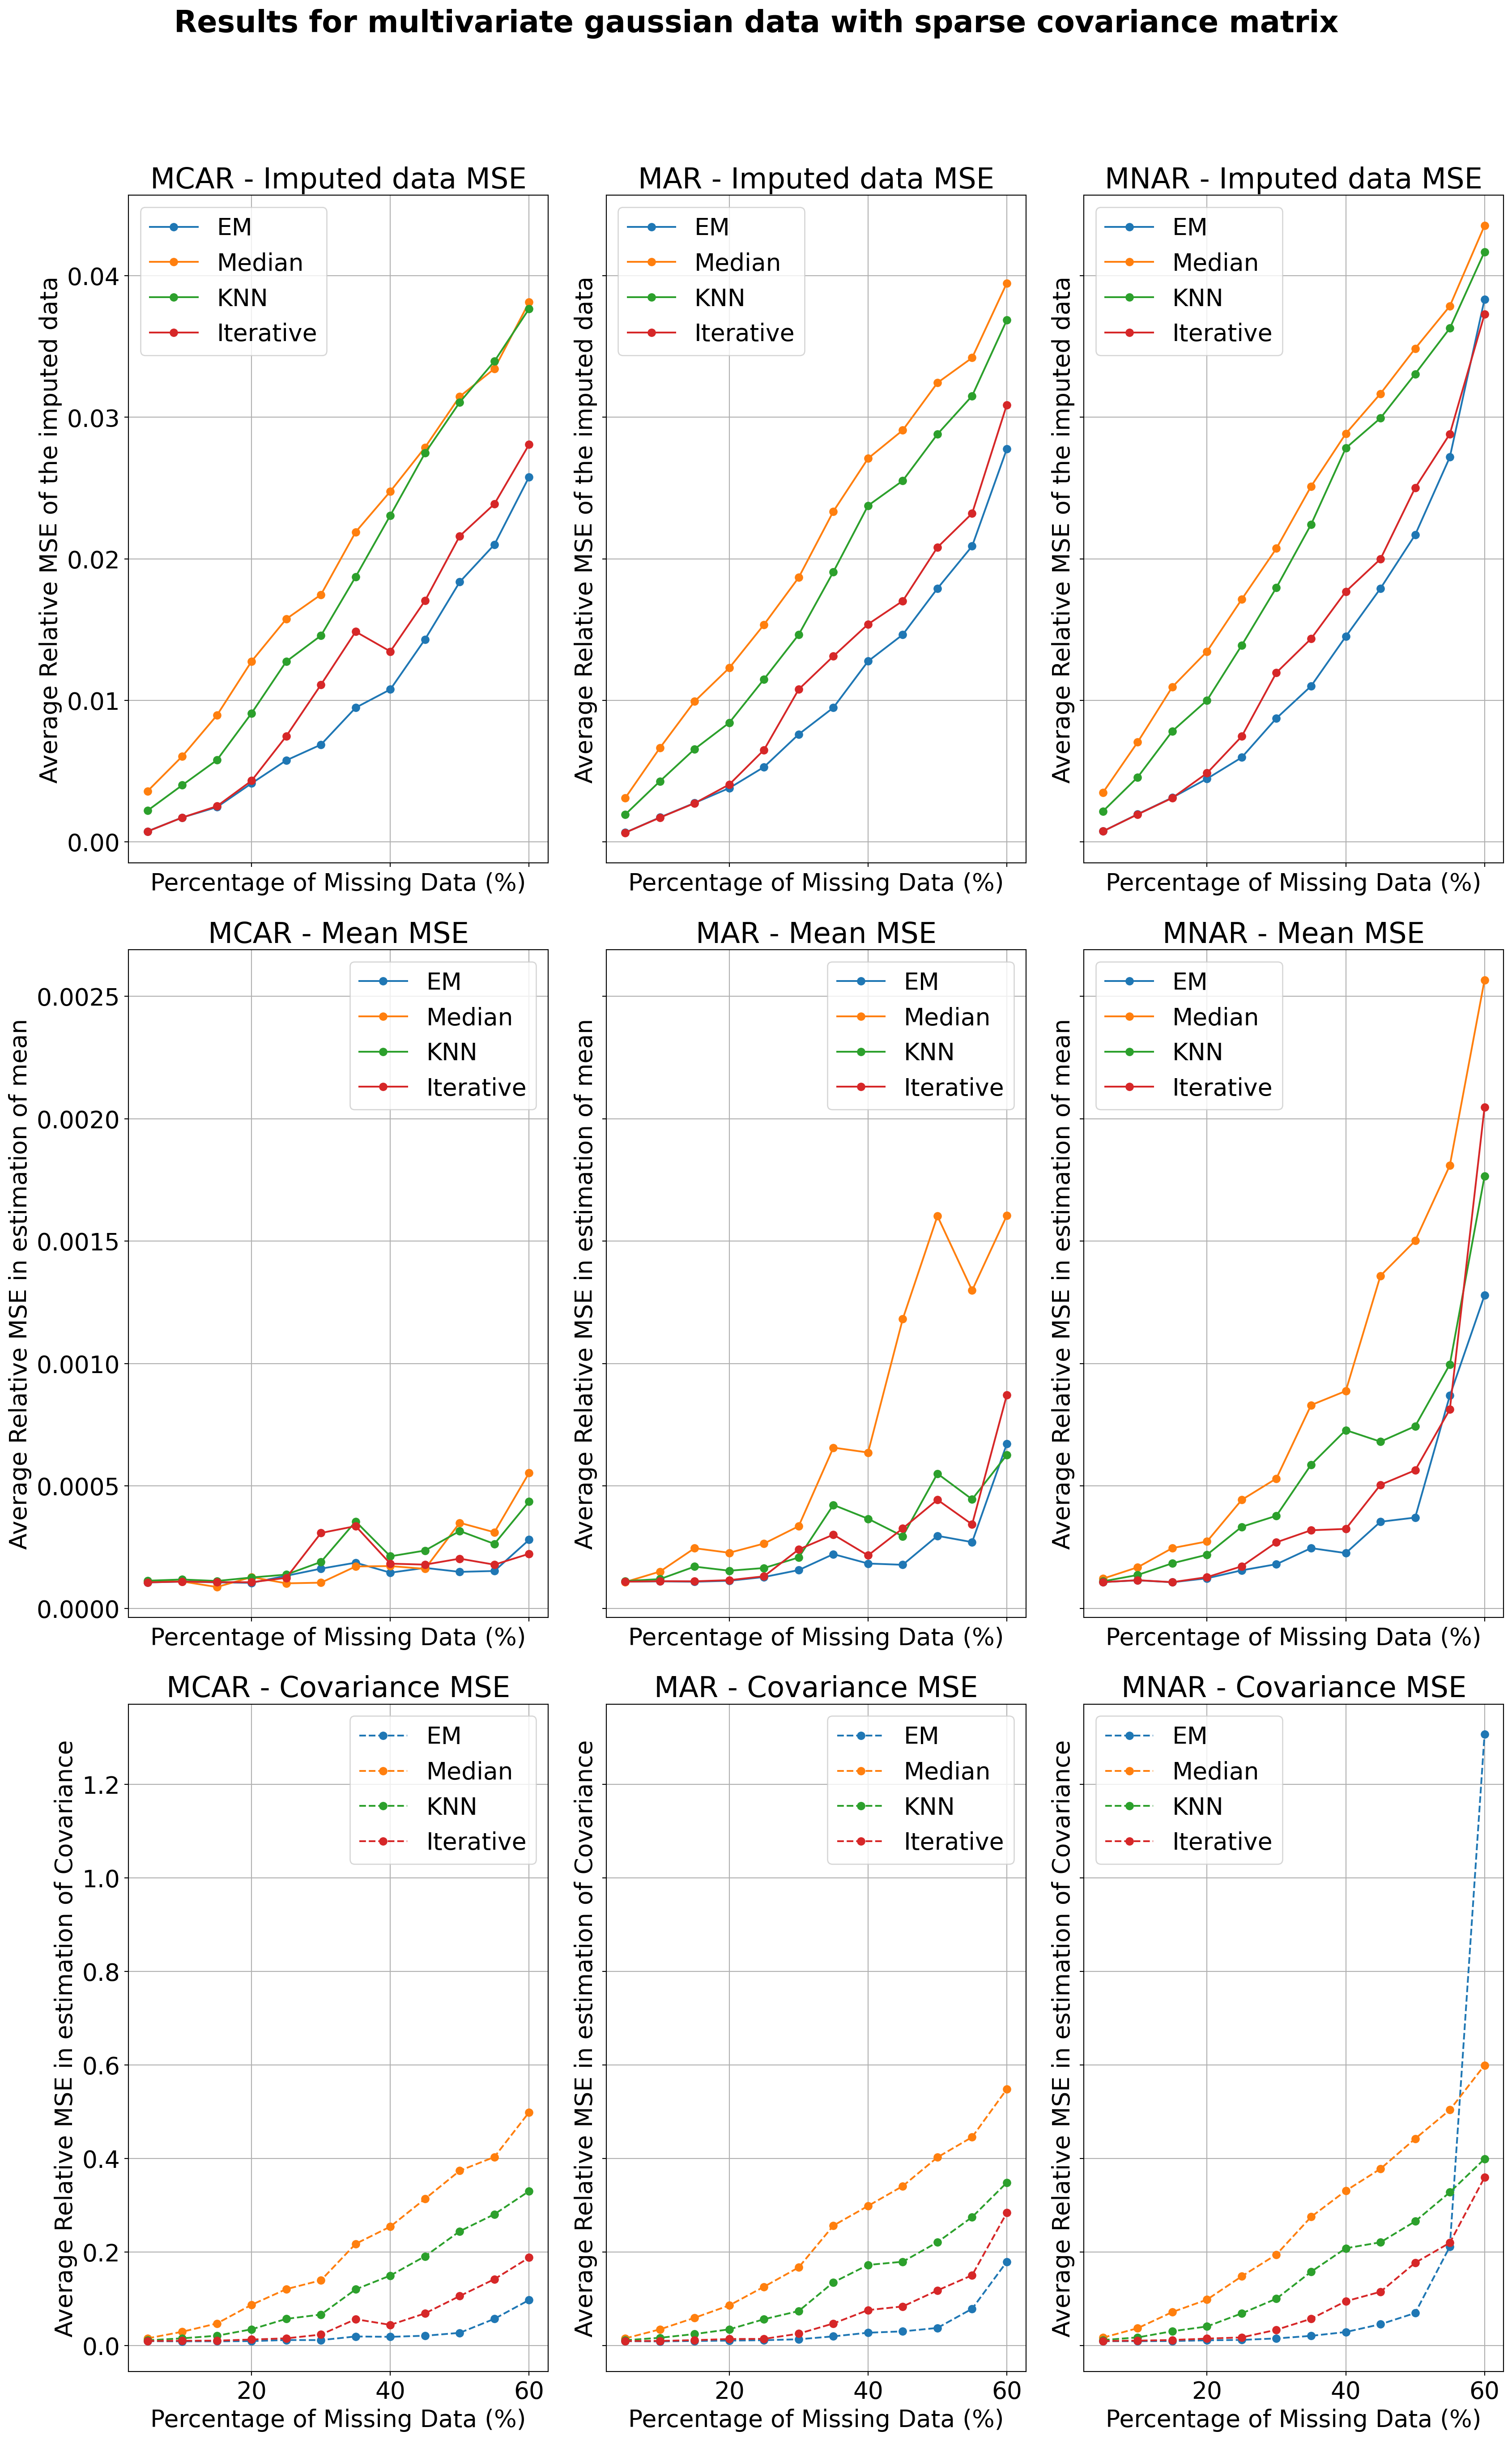 Results for multivariate gaussian data with sparse covariance matrix
MCAR - Imputed data MSE
Average Relative MSE of the imputed data
0.04
0.03
0.02
0.01
0.00
EM
Median
KNN
Iterative
Percentage of Missing Data (%)
MAR - Imputed data MSE
Average Relative MSE of the imputed data
EM
Median
KNN
Iterative
Percentage of Missing Data (%)
MNAR - Imputed data MSE
Average Relative MSE of the imputed data
EM
Median
KNN
Iterative
Percentage of Missing Data (%)
MCAR - Mean MSE
Average Relative MSE in estimation of mean
0.0025
0.0020
0.0015
0.0010
0.0005
0.0000
EM
Median
KNN
Iterative
Percentage of Missing Data (%)
MAR - Mean MSE
Average Relative MSE in estimation of mean
EM
Median
KNN
Iterative
Percentage of Missing Data (%)
MNAR - Mean MSE
Average Relative MSE in estimation of mean
EM
Median
KNN
Iterative
Percentage of Missing Data (%)
MCAR - Covariance MSE
Average Relative MSE in estimation of Covariance
1.2
1.0
0.8
0.6
0.4
0.2
0.0
EM
Median
KNN
Iterative
20 40 60
Percentage of Missing Data (%)
MAR - Covariance MSE
Average Relative MSE in estimation of Covariance
EM
Median
KNN
Iterative
20 40 60
Percentage of Missing Data (%)
MNAR - Covariance MSE
Average Relative MSE in estimation of Covariance
EM
Median
KNN
Iterative
20 40 60
Percentage of Missing Data (%)